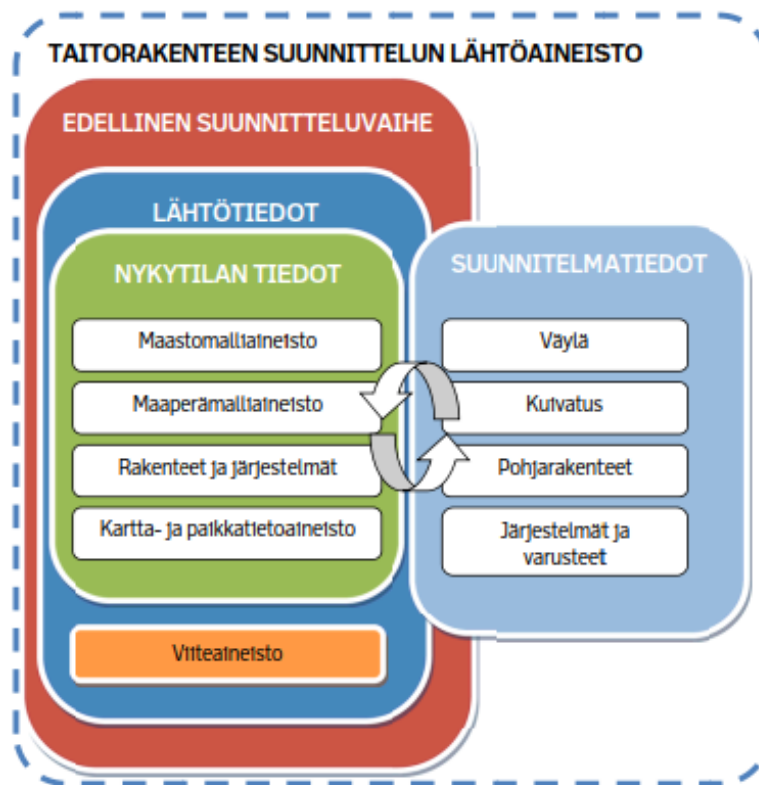 TAITORAKENTEEN SUUNNITTELUN LÄHTÖAINEISTO
EDELLINEN SUUNNITTELUVAIHE
LÄHTÖTIEDOT
NYKYTILAN TIEDOT
Maastomalliaineisto
Maaperämalliaineisto
Rakenteet ja järjestelmät
Kartta- ja paikkatietoaineisto
Viiteaineisto
SUUNNITELMATIEDOT
Väylä
Kuivatus
Pohjarakenteet
Järjestelmät ja
varusteet